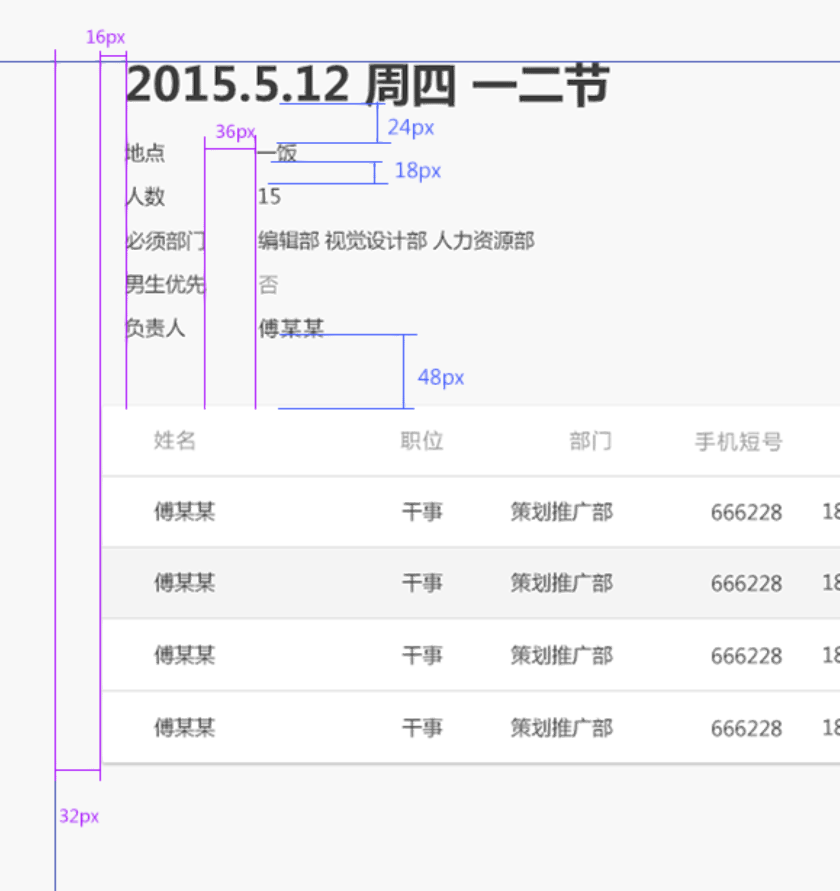 16px
2015.5.12 周四 一二节
24px
36px
地点 一饭
18px
人数 15
必须部门 编辑部 视觉设计部 人力资源部
男生优先 否
负责人 傅某某
48px
姓名 职位 部门 手机短号
傅某某 干事 策划推广部 666228 18
傅某某 干事 策划推广部 666228 18
傅某某 干事 策划推广部 666228 18
傅某某 干事 策划推广部 666228 18
32px